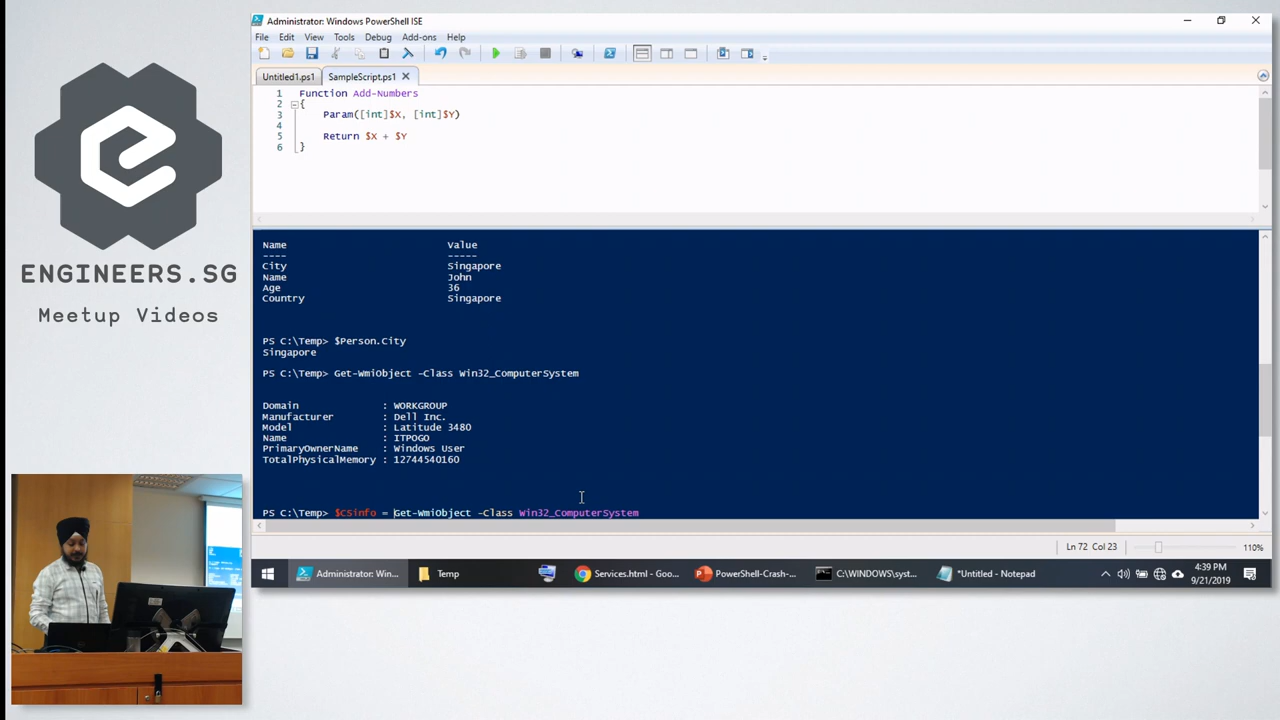 Administrator: Windows PowerShell ISE
File Edit View Tools Debug Add-ons Help
Untitled1.ps1 SampleScript.ps1
1 Function Add-Numbers
2 {
3 Param([int]$X, [int]$Y)
4
5 Return $X + $Y
6 }
Name Value
---- -----
City Singapore
Name John
Age 36
Country Singapore
PS C:\Temp> $Person.City
Singapore
PS C:\Temp> Get-WmiObject -Class Win32_ComputerSystem
Domain : WORKGROUP
Manufacturer : Dell Inc.
Model : Latitude 3480
Name : ITPOGO
PrimaryOwnerName : Windows User
TotalPhysicalMemory : 12744540160
PS C:\Temp> $CSinfo = Get-WmiObject -Class Win32_ComputerSystem
Ln 72 Col 23 110%
Administrator: Win... Temp Services.html - Goo... PowerShell-Crash-... C:\WINDOWS\syst... *Untitled - Notepad
4:39 PM
9/21/2019
ENGINEERS.SG
Meetup Videos